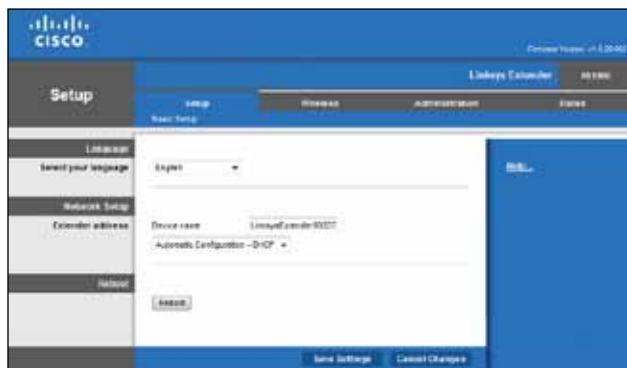 CISCO
Linksys Extender
Setup
Setup
Wireless
Administration
Status
Basic Setup
Language
Select your language
English
Help...
Network Setup
Extender address
Device name
Automatic Configuration - DHCP
Reboot
Reboot
Save Settings
Cancel Changes